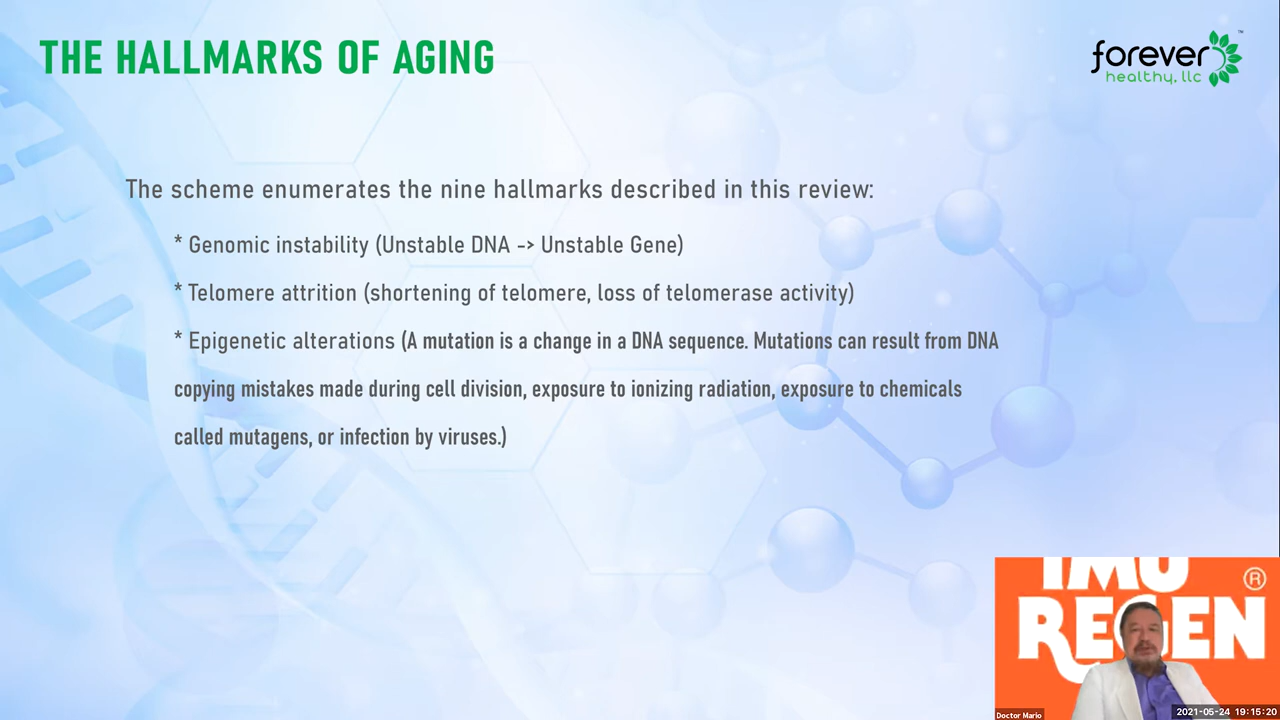 THE HALLMARKS OF AGING
forever
™
healthy, llc
The scheme enumerates the nine hallmarks described in this review:
* Genomic instability (Unstable DNA -> Unstable Gene)
* Telomere attrition (shortening of telomere, loss of telomerase activity)
* Epigenetic alterations (A mutation is a change in a DNA sequence. Mutations can result from DNA
copying mistakes made during cell division, exposure to ionizing radiation, exposure to chemicals
called mutagens, or infection by viruses.)
IMU
®
REGEN
Doctor Mario
2021-05-24 19:15:20